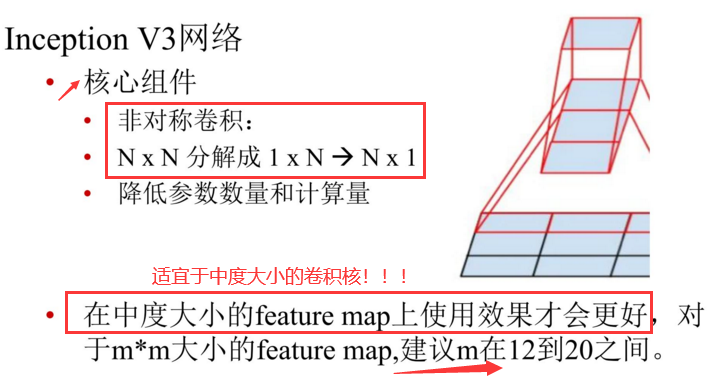 Inception V3网络
• 核心组件
• 非对称卷积：
• N x N 分解成 1 x N → N x 1
• 降低参数数量和计算量
适宜于中度大小的卷积核！！！
• 在中度大小的feature map上使用效果才会更好，对
于m*m大小的feature map,建议m在12到20之间。